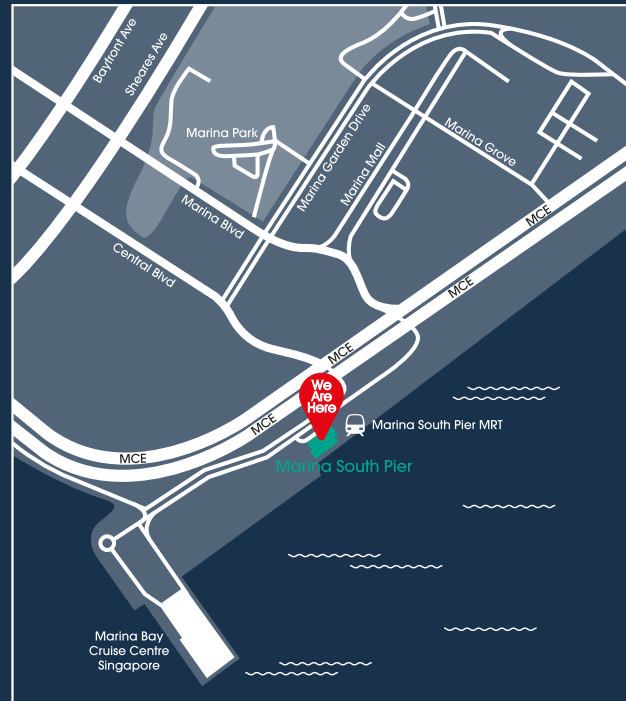 Bayfront Ave
Sheares Ave
Marina Park
Marina Garden Drive
Marina Mall
Marina Grove
Marina Blvd
Central Blvd
MCE
MCE
MCE
MCE
MCE
We
Are
Here
Marina South Pier MRT
Marina South Pier
Marina Bay
Cruise Centre
Singapore